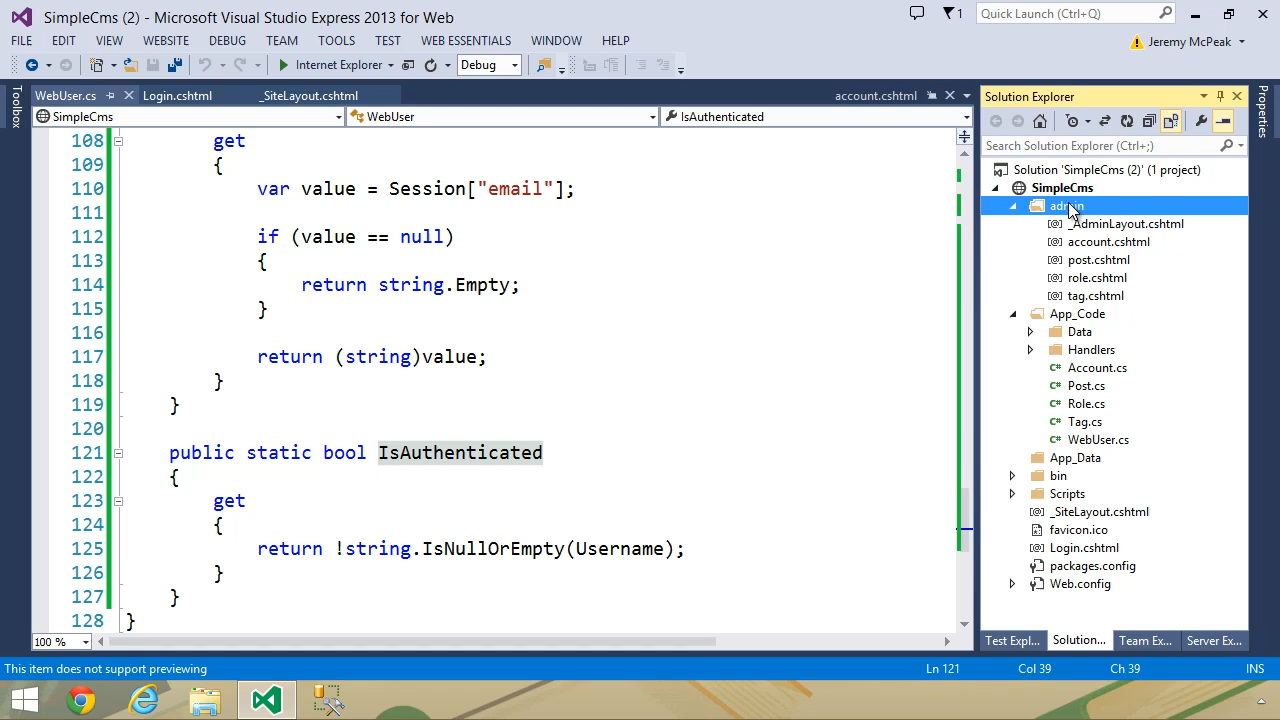 SimpleCms (2) - Microsoft Visual Studio Express 2013 for Web
1
Quick Launch (Ctrl+Q)
FILE EDIT VIEW WEBSITE DEBUG TEAM TOOLS TEST WEB ESSENTIALS WINDOW HELP
Jeremy McPeak
Internet Explorer
Debug
Toolbox
WebUser.cs
Login.cshtml
_SiteLayout.cshtml
account.cshtml
SimpleCms
WebUser
IsAuthenticated
108 get
109 {
110 var value = Session["email"];
111
112 if (value == null)
113 {
114 return string.Empty;
115 }
116
117 return (string)value;
118 }
119 }
120
121 public static bool IsAuthenticated
122 {
123 get
124 {
125 return !string.IsNullOrEmpty(Username);
126 }
127 }
128 }
100 %
Solution Explorer
Search Solution Explorer (Ctrl+;)
Solution 'SimpleCms (2)' (1 project)
SimpleCms
admin
_AdminLayout.cshtml
account.cshtml
post.cshtml
role.cshtml
tag.cshtml
App_Code
Data
Handlers
Account.cs
Post.cs
Role.cs
Tag.cs
WebUser.cs
App_Data
bin
Scripts
_SiteLayout.cshtml
favicon.ico
Login.cshtml
packages.config
Web.config
Test Expl...
Solution...
Team Ex...
Server Ex...
Properties
This item does not support previewing
Ln 121
Col 39
Ch 39
INS